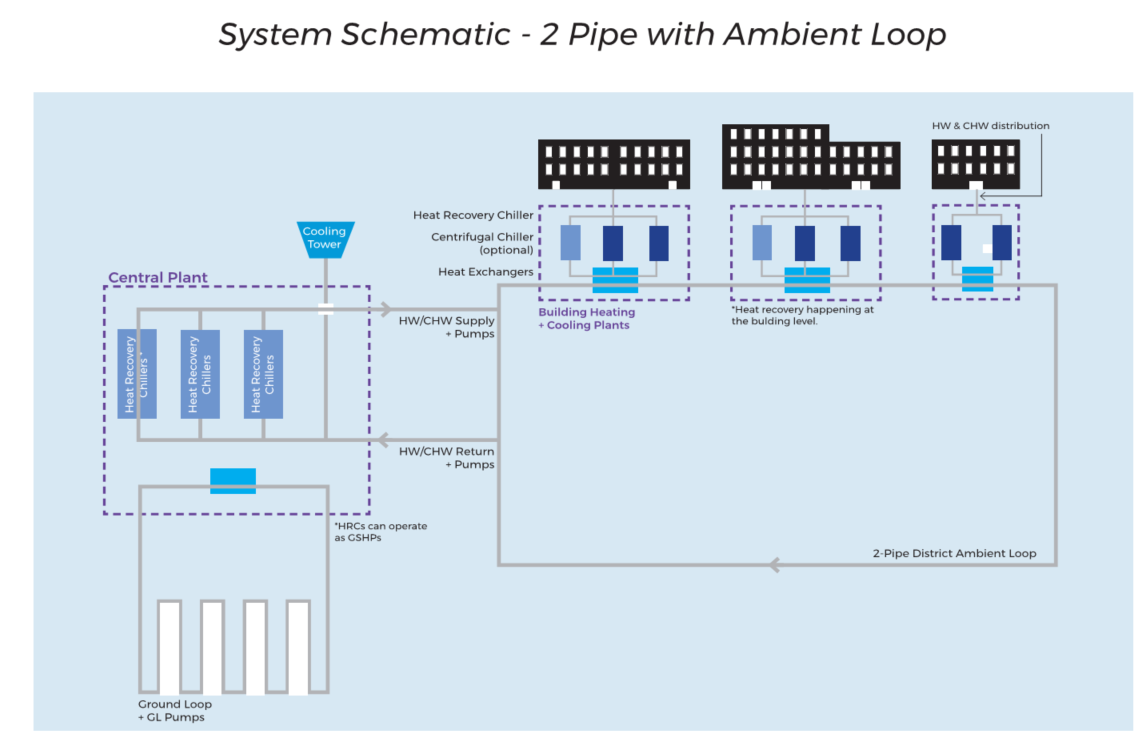 System Schematic - 2 Pipe with Ambient Loop
HW & CHW distribution
Heat Recovery Chiller
Centrifugal Chiller
(optional)
Heat Exchangers
Cooling
Tower
Central Plant
Building Heating
+ Cooling Plants
*Heat recovery happening at
the bulding level.
HW/CHW Supply
+ Pumps
Heat Recovery
Chillers *
Heat Recovery
Chillers
Heat Recovery
Chillers
HW/CHW Return
+ Pumps
*HRCs can operate
as GSHPs
2-Pipe District Ambient Loop
Ground Loop
+ GL Pumps